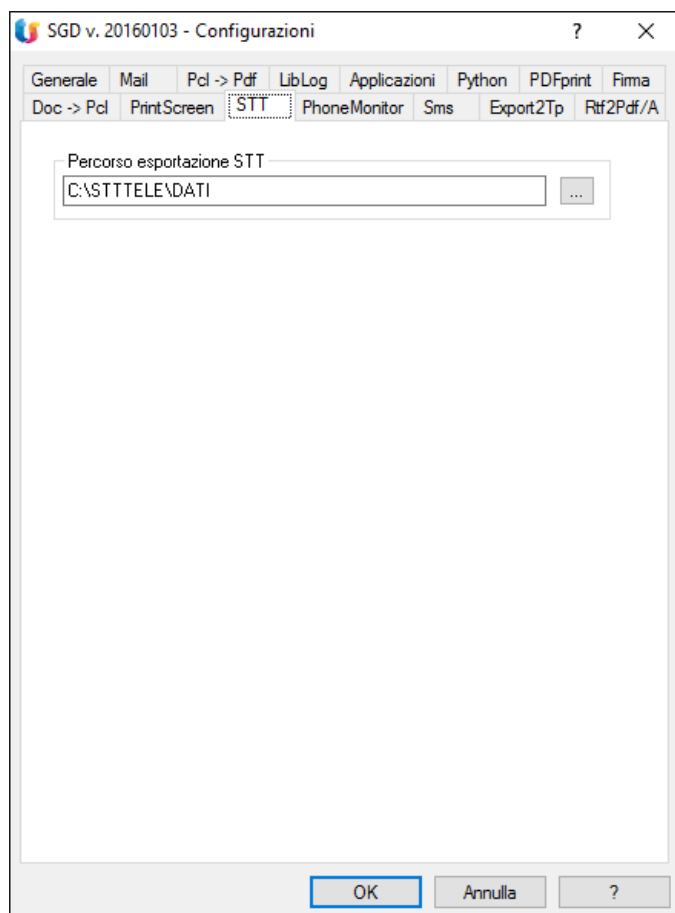 SGD v. 20160103 - Configurazioni ?
Generale Mail Pcl -> Pdf LibLog Applicazioni Python PDFprint Firma
Doc -> Pcl PrintScreen STT PhoneMonitor Sms Export2Tp Rtf2Pdf/A
Percorso esportazione STT
C:\STTTELE\DATI ...
OK Annulla ?